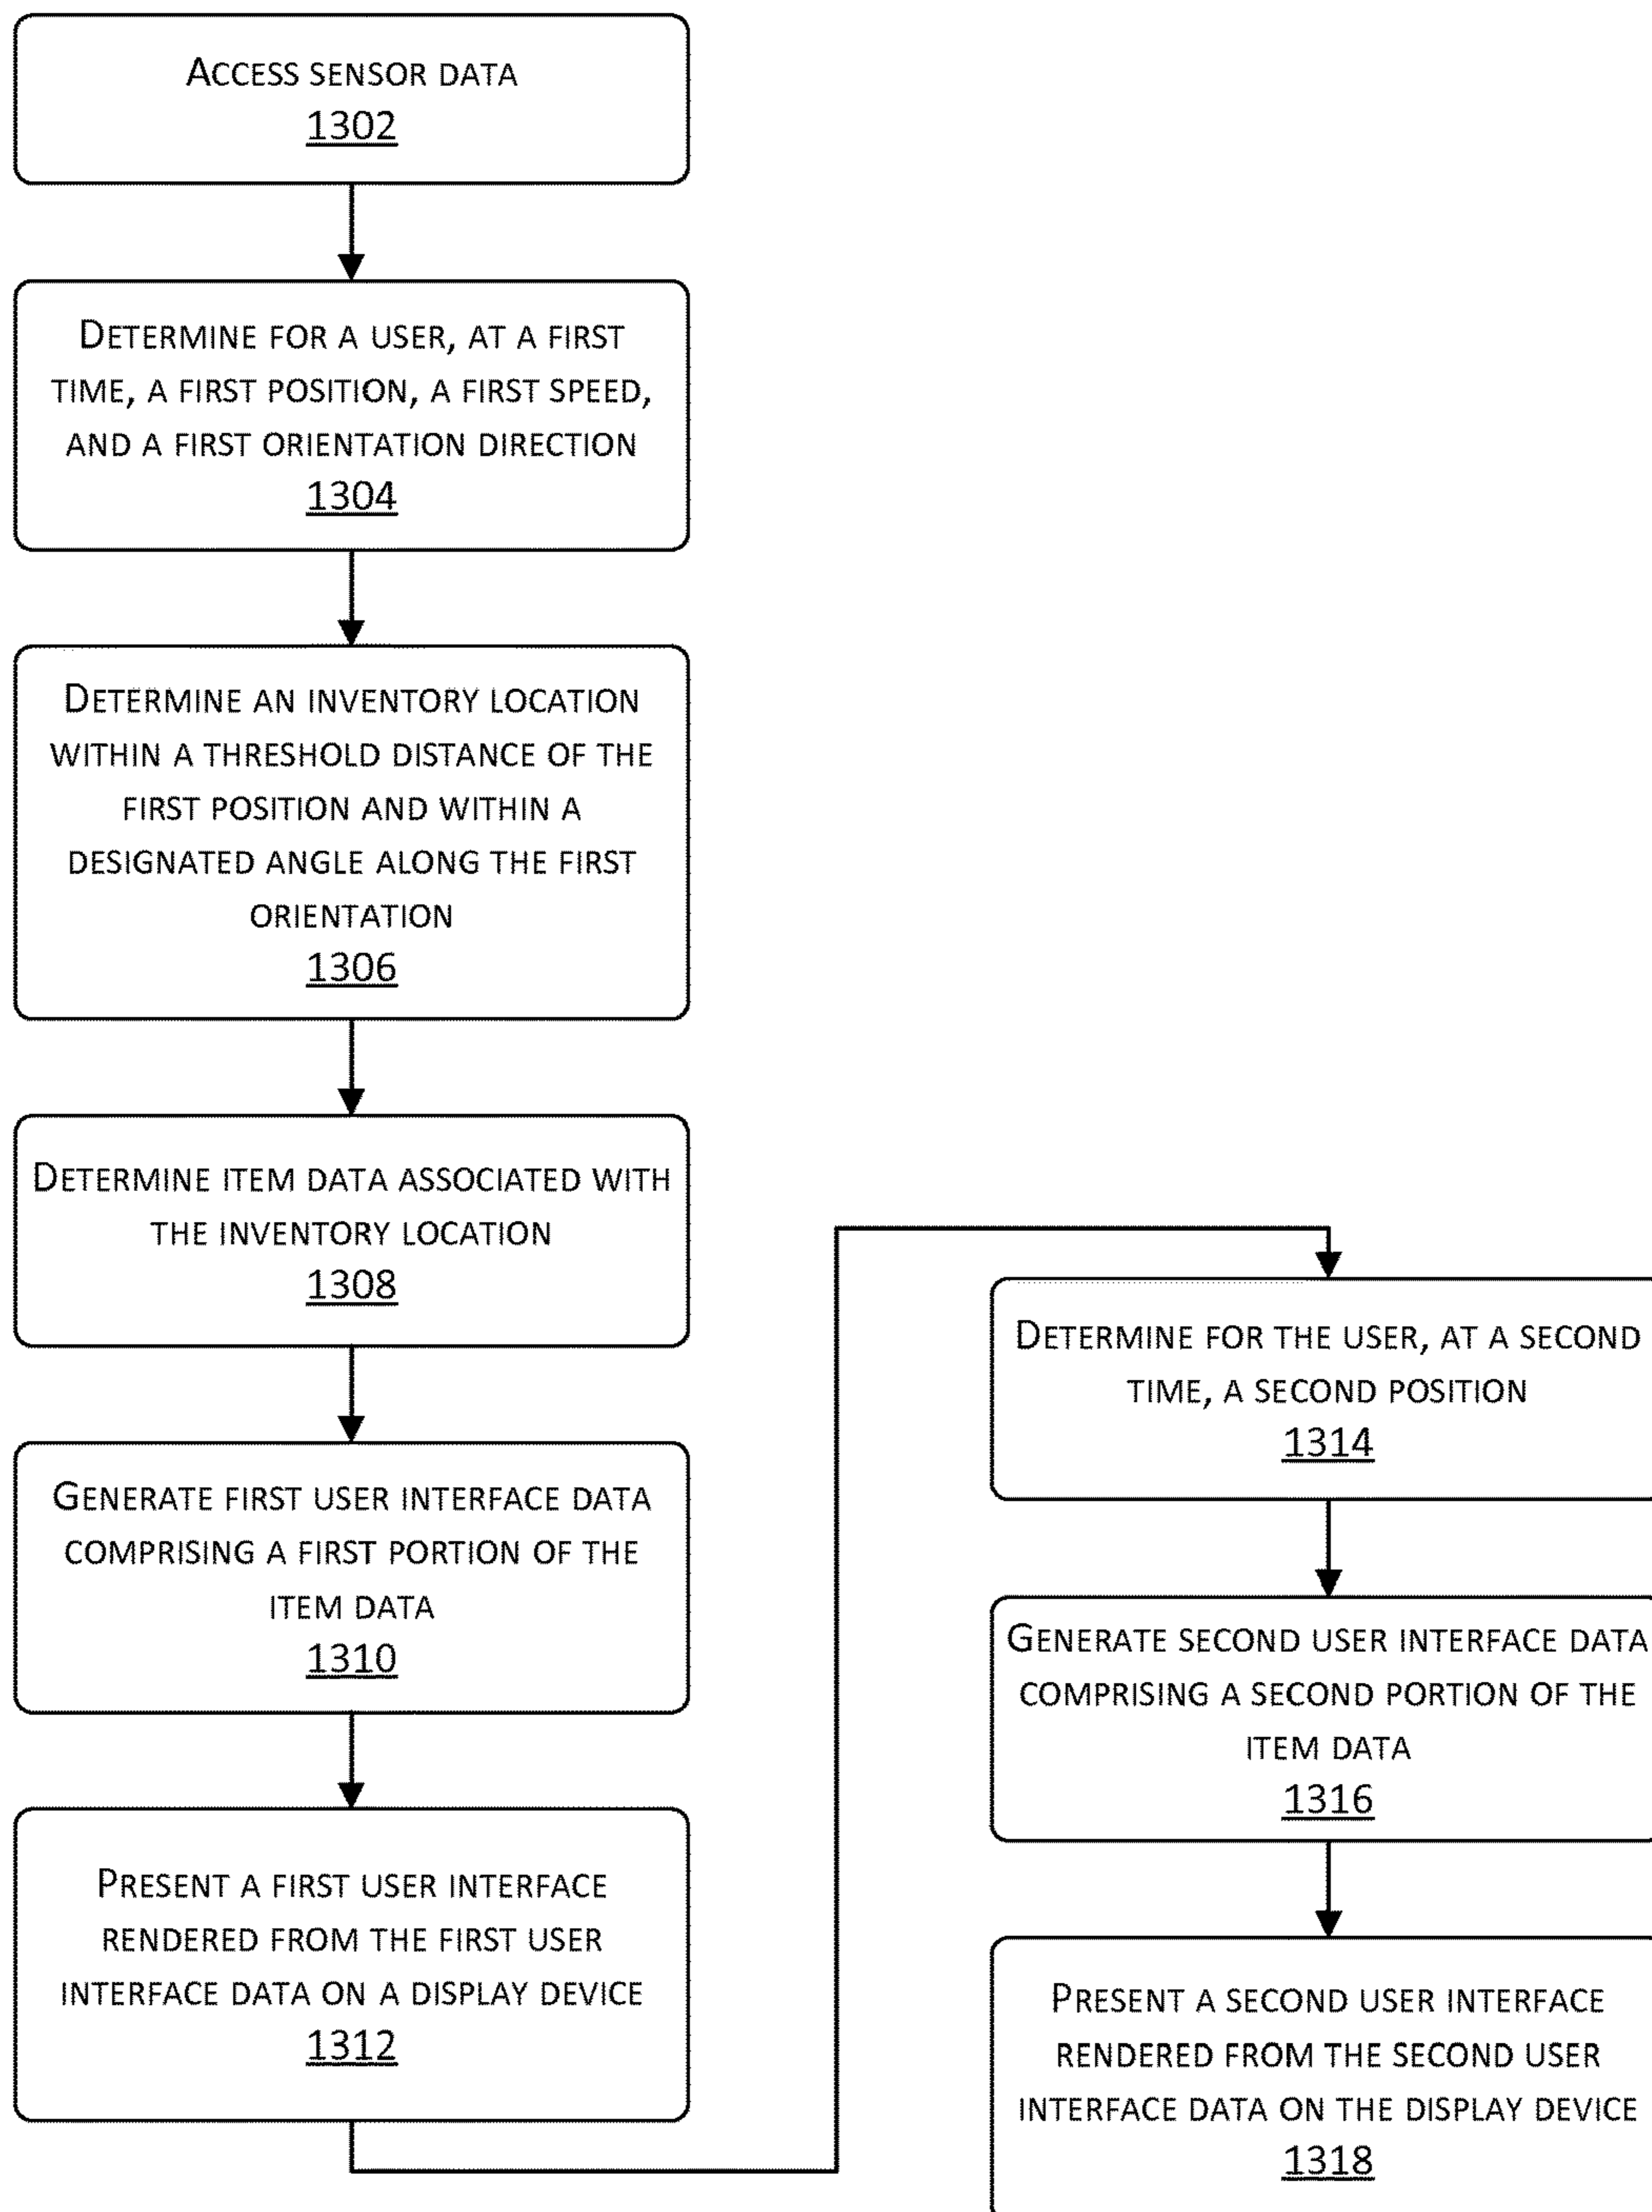 ACCESS SENSOR DATA
1302
DETERMINE FOR A USER, AT A FIRST
TIME, A FIRST POSITION, A FIRST SPEED,
AND A FIRST ORIENTATION DIRECTION
1304
DETERMINE AN INVENTORY LOCATION
WITHIN A THRESHOLD DISTANCE OF THE
FIRST POSITION AND WITHIN A
DESIGNATED ANGLE ALONG THE FIRST
ORIENTATION
1306
DETERMINE ITEM DATA ASSOCIATED WITH
THE INVENTORY LOCATION
1308
GENERATE FIRST USER INTERFACE DATA
COMPRISING A FIRST PORTION OF THE
ITEM DATA
1310
PRESENT A FIRST USER INTERFACE
RENDERED FROM THE FIRST USER
INTERFACE DATA ON A DISPLAY DEVICE
1312
DETERMINE FOR THE USER, AT A SECOND
TIME, A SECOND POSITION
1314
GENERATE SECOND USER INTERFACE DATA
COMPRISING A SECOND PORTION OF THE
ITEM DATA
1316
PRESENT A SECOND USER INTERFACE
RENDERED FROM THE SECOND USER
INTERFACE DATA ON THE DISPLAY DEVICE
1318